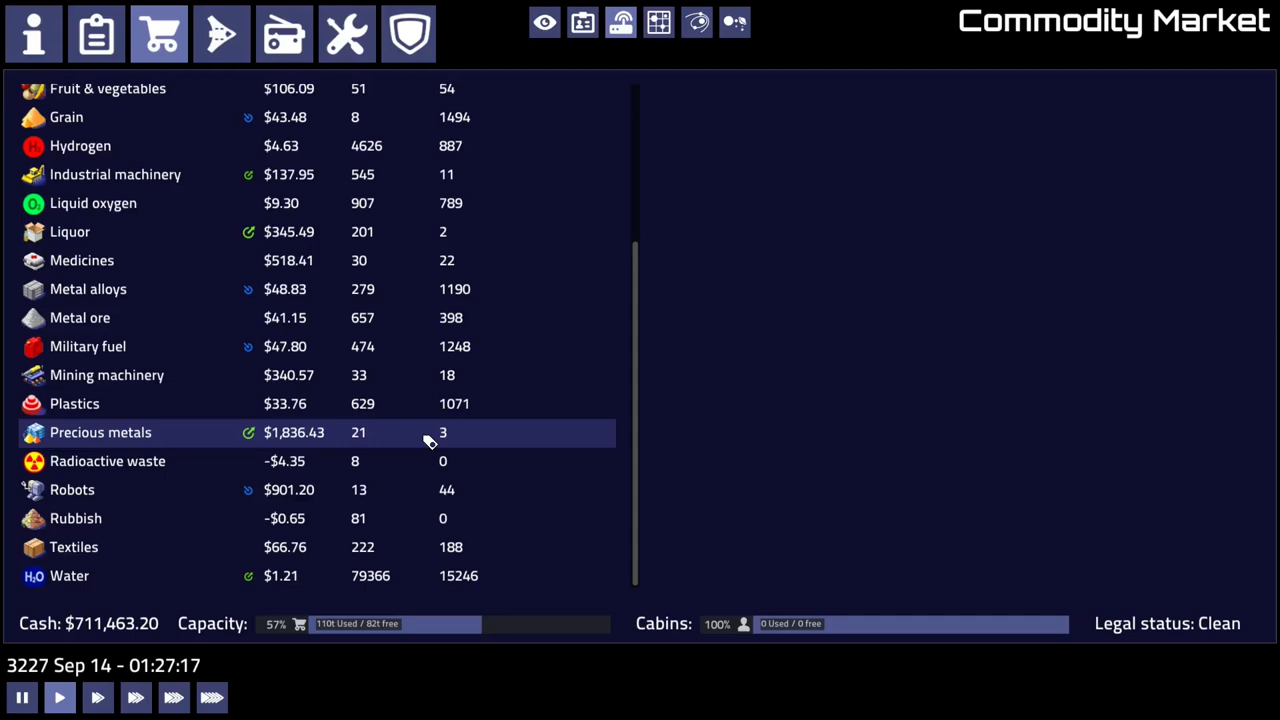 Commodity Market
Fruit & vegetables $106.09 51 54
Grain $43.48 8 1494
Hydrogen $4.63 4626 887
Industrial machinery $137.95 545 11
Liquid oxygen $9.30 907 789
Liquor $345.49 201 2
Medicines $518.41 30 22
Metal alloys $48.83 279 1190
Metal ore $41.15 657 398
Military fuel $47.80 474 1248
Mining machinery $340.57 33 18
Plastics $33.76 629 1071
Precious metals $1,836.43 21 3
Radioactive waste -$4.35 8 0
Robots $901.20 13 44
Rubbish -$0.65 81 0
Textiles $66.76 222 188
H₂O Water $1.21 79366 15246
Cash: $711,463.20 Capacity: 57% 110t Used / 82t free Cabins: 100% 0 Used / 0 free Legal status: Clean
3227 Sep 14 - 01:27:17